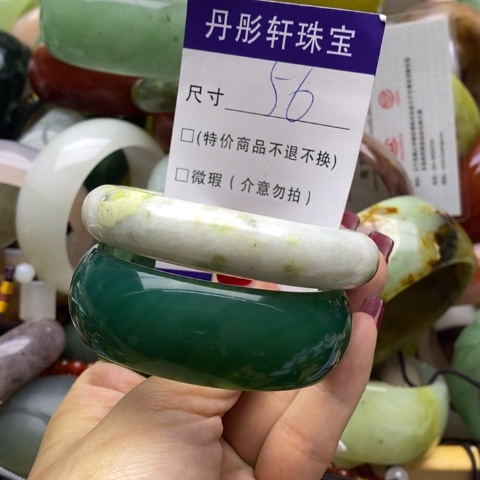 丹彤轩珠宝
尺寸 56
□(特价商品不退不换)
□微瑕(介意勿拍)